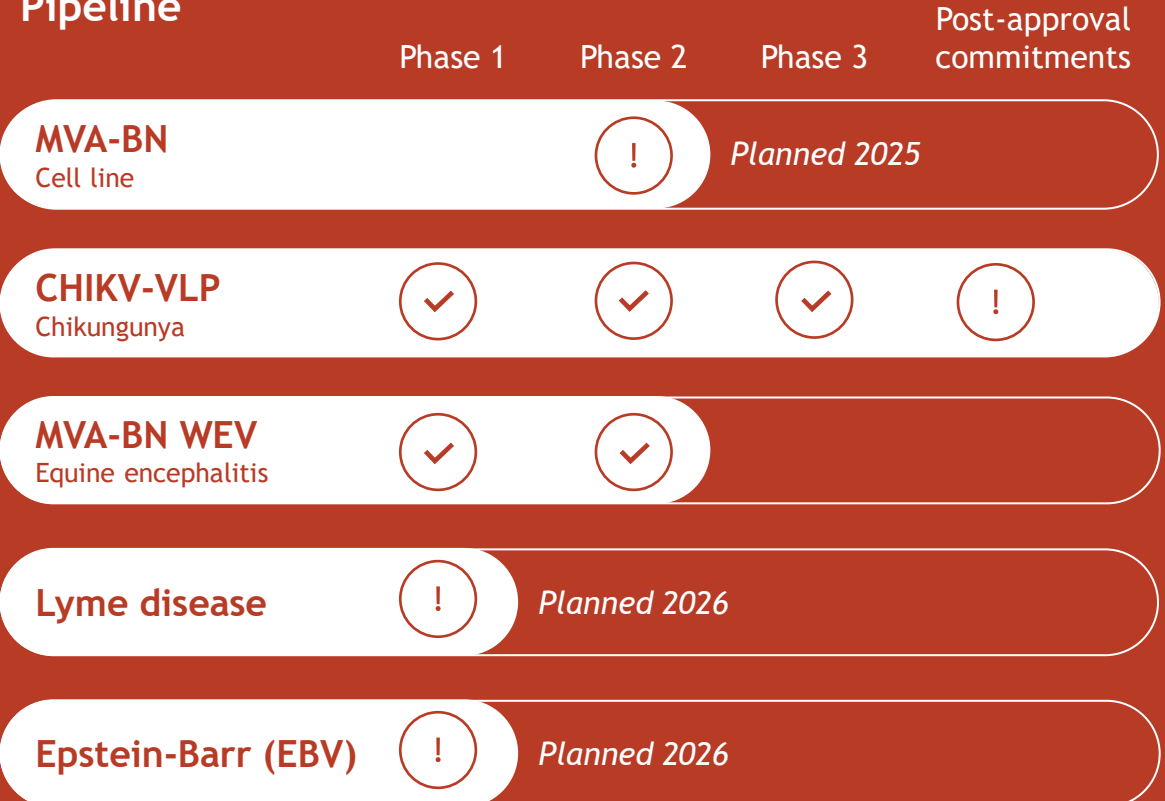 Pipeline
Phase 1
Phase 2
Phase 3
Post-approval
commitments
MVA-BN
Cell line
!
Planned 2025
CHIKV-VLP
Chikungunya
!
MVA-BN WEV
Equine encephalitis
Lyme disease
!
Planned 2026
Epstein-Barr (EBV)
!
Planned 2026